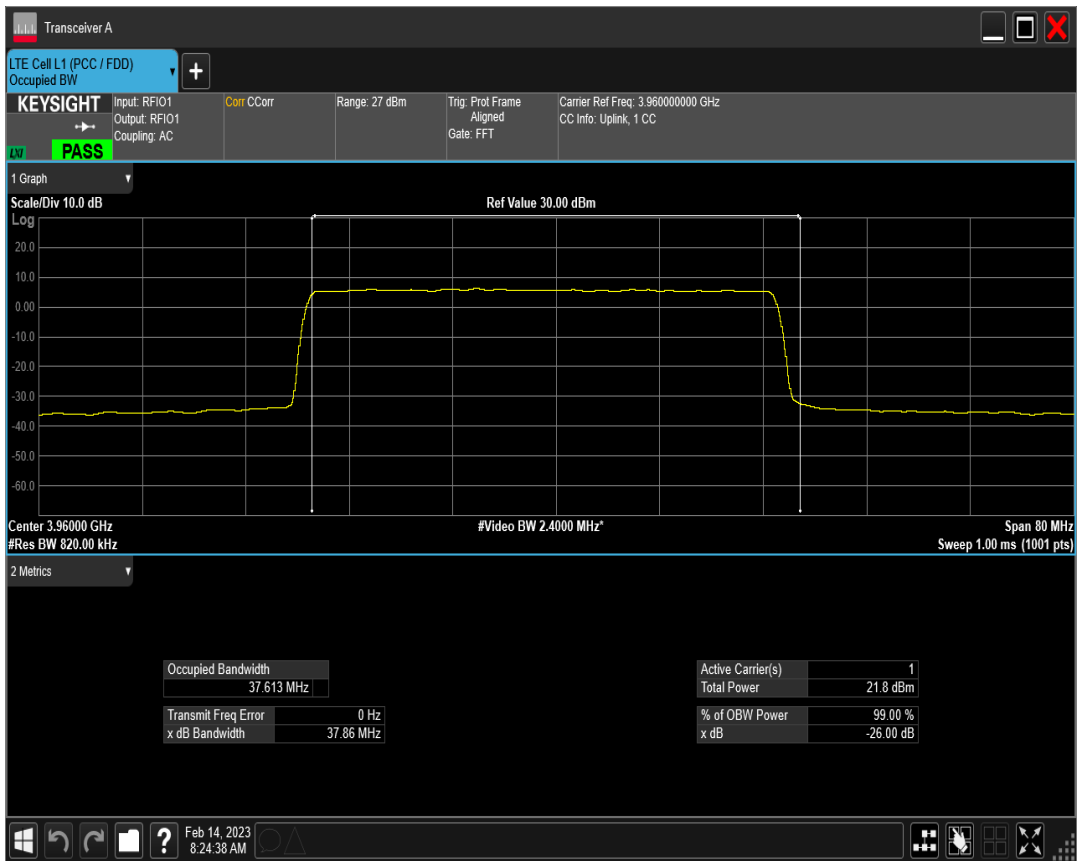 Transceiver A
LTE Cell L1 (PCC / FDD)
Occupied BW
+
KEYSIGHT
LXI
PASS
Input: RFIO1
Output: RFIO1
Coupling: AC
Corr CCorr
Range: 27 dBm
Trig: Prot Frame
Aligned
Gate: FFT
Carrier Ref Freq: 3.960000000 GHz
CC Info: Uplink, 1 CC
1 Graph
Scale/Div 10.0 dB
Ref Value 30.00 dBm
Log
20.0
10.0
0.00
-10.0
-20.0
-30.0
-40.0
-50.0
-60.0
Center 3.96000 GHz
#Video BW 2.4000 MHz*
Span 80 MHz
#Res BW 820.00 kHz
Sweep 1.00 ms (1001 pts)
2 Metrics
Occupied Bandwidth
37.613 MHz
Transmit Freq Error 0 Hz
x dB Bandwidth 37.86 MHz
Active Carrier(s) 1
Total Power 21.8 dBm
% of OBW Power 99.00 %
x dB -26.00 dB
?
Feb 14, 2023
8:24:38 AM